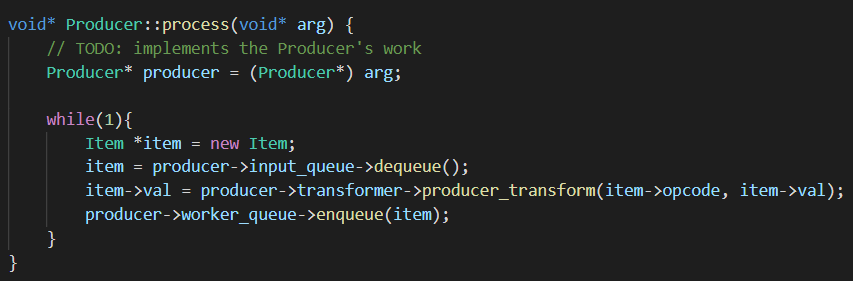 void* Producer::process(void* arg) {
    // TODO: implements the Producer's work
    Producer* producer = (Producer*) arg;

    while(1){
        Item *item = new Item;
        item = producer->input_queue->dequeue();
        item->val = producer->transformer->producer_transform(item->opcode, item->val);
        producer->worker_queue->enqueue(item);
    }
}